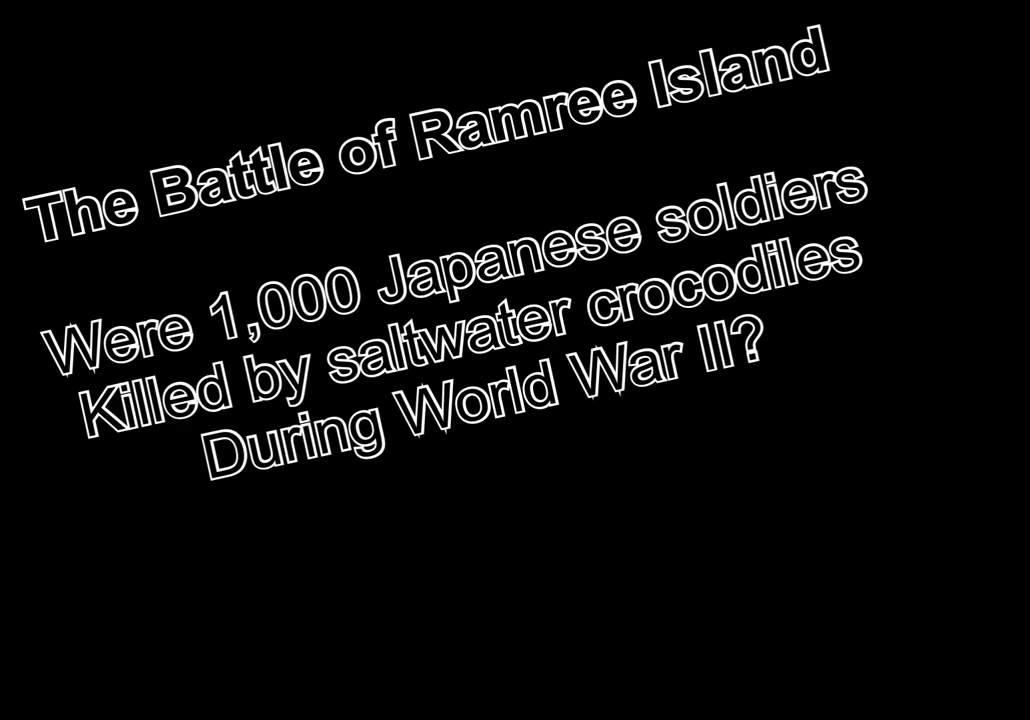 The Battle of Ramree Island
Were 1,000 Japanese soldiers
Killed by saltwater crocodiles
During World War II?